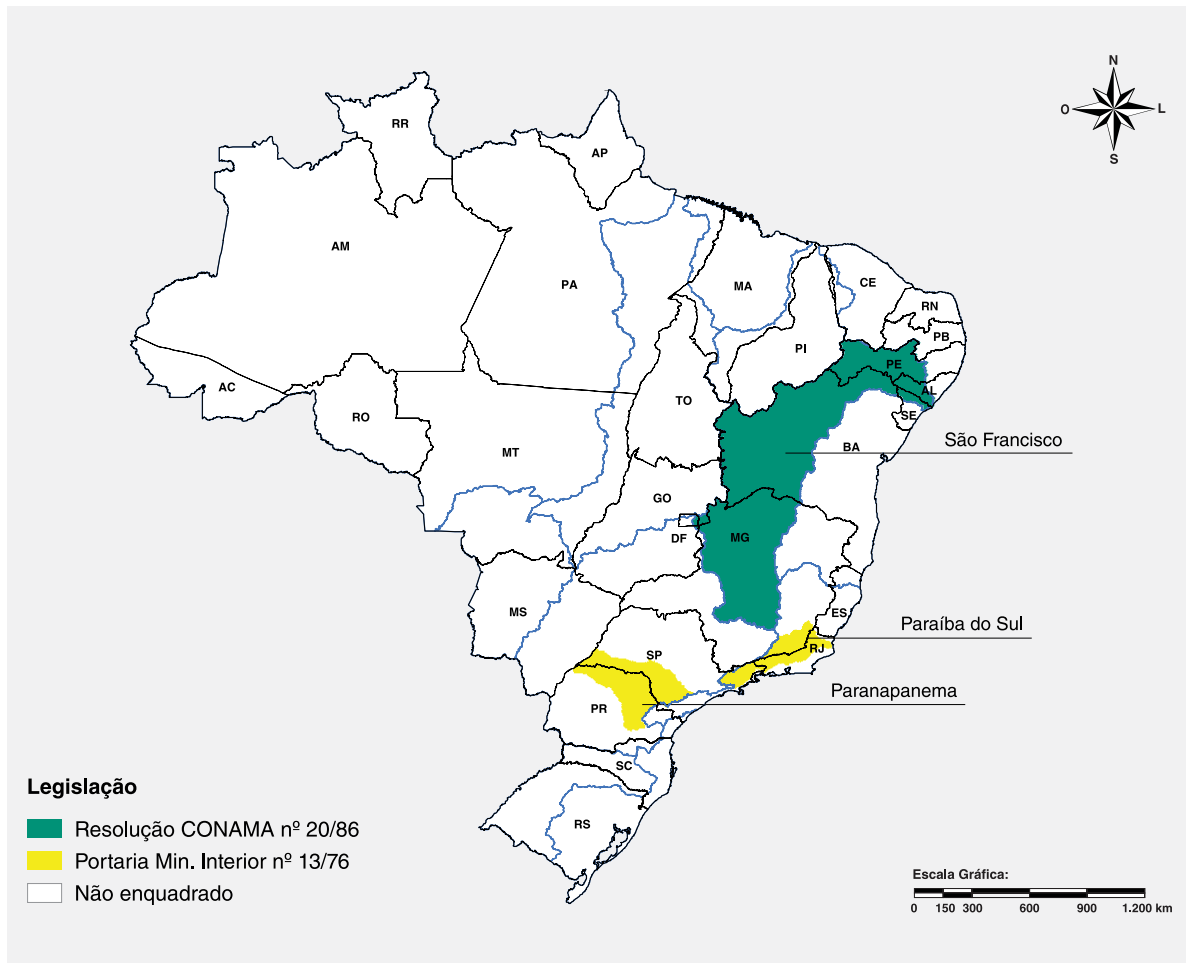 N
O
L
S
RR
AP
AM
PA
MA
CE
RN
PB
PI
PE
AL
SE
AC
RO
TO
MT
BA
São Francisco
GO
DF
MG
MS
ES
Paraíba do Sul
RJ
SP
Paranapanema
PR
SC
RS
Legislação
Resolução CONAMA nº 20/86
Portaria Min. Interior nº 13/76
Não enquadrado
Escala Gráfica:
0 150 300 600 900 1.200 km